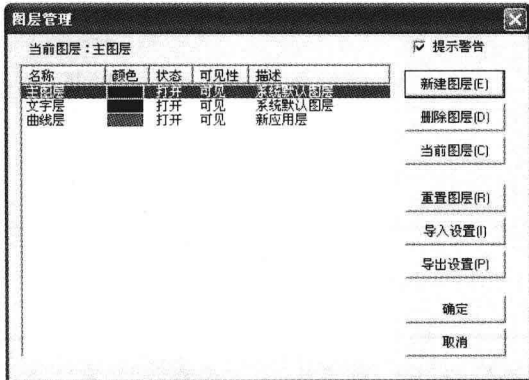 图层管理
当前图层：主图层
提示警告
名称 颜色 状态 可见性 描述
主图层 打开 可见 系统默认图层
文字层 打开 可见 系统默认图层
曲线层 打开 可见 新应用层
新建图层(E)
删除图层(D)
当前图层(C)
重置图层(R)
导入设置(I)
导出设置(P)
确定
取消